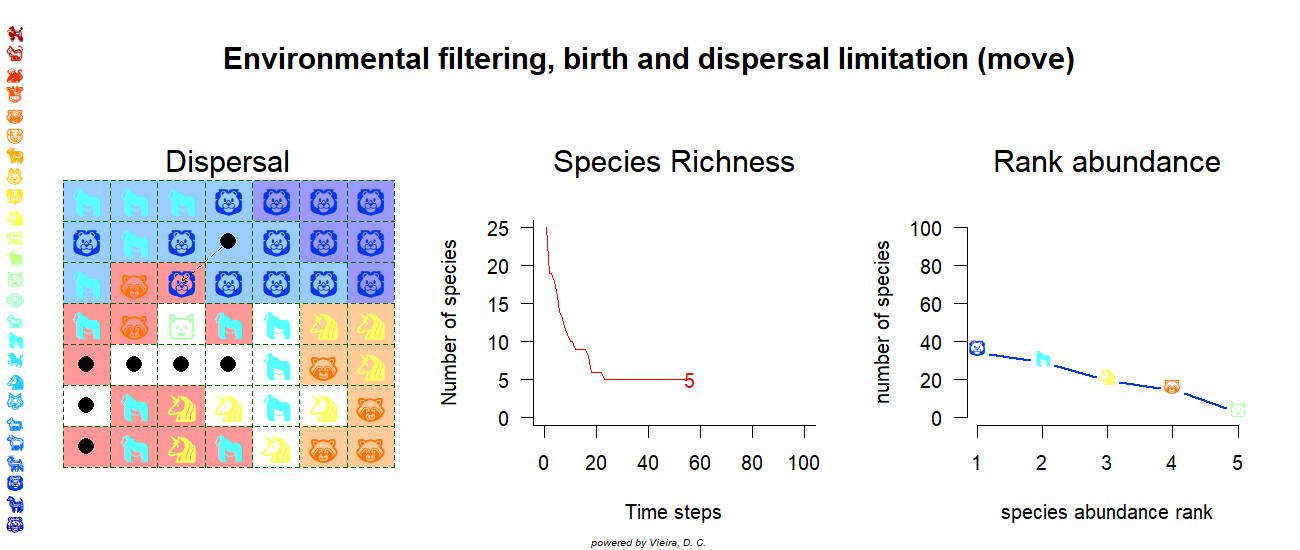 Environmental filtering, birth and dispersal limitation (move)
Dispersal
Species Richness
Number of species
25
20
15
10
5
0
5
0 20 40 60 80 100
Time steps
Rank abundance
number of species
100
80
60
40
20
0
1 2 3 4 5
species abundance rank
powered by Vieira, D. C.